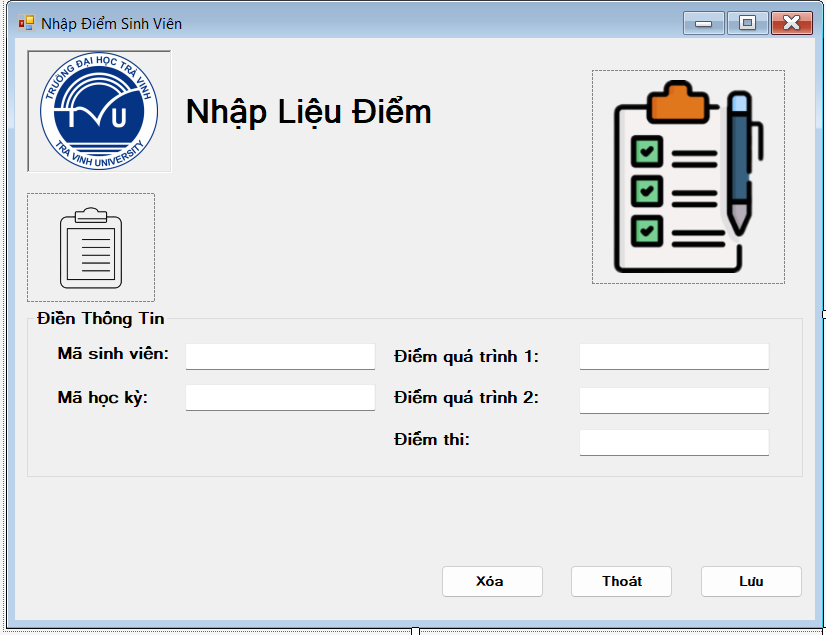 Nhập Điểm Sinh Viên
TRƯỜNG ĐẠI HỌC TRÀ VINH
TVU
TRA VINH UNIVERSITY
Nhập Liệu Điểm
Điền Thông Tin
Mã sinh viên:
Điểm quá trình 1:
Mã học kỳ:
Điểm quá trình 2:
Điểm thi:
Xóa
Thoát
Lưu